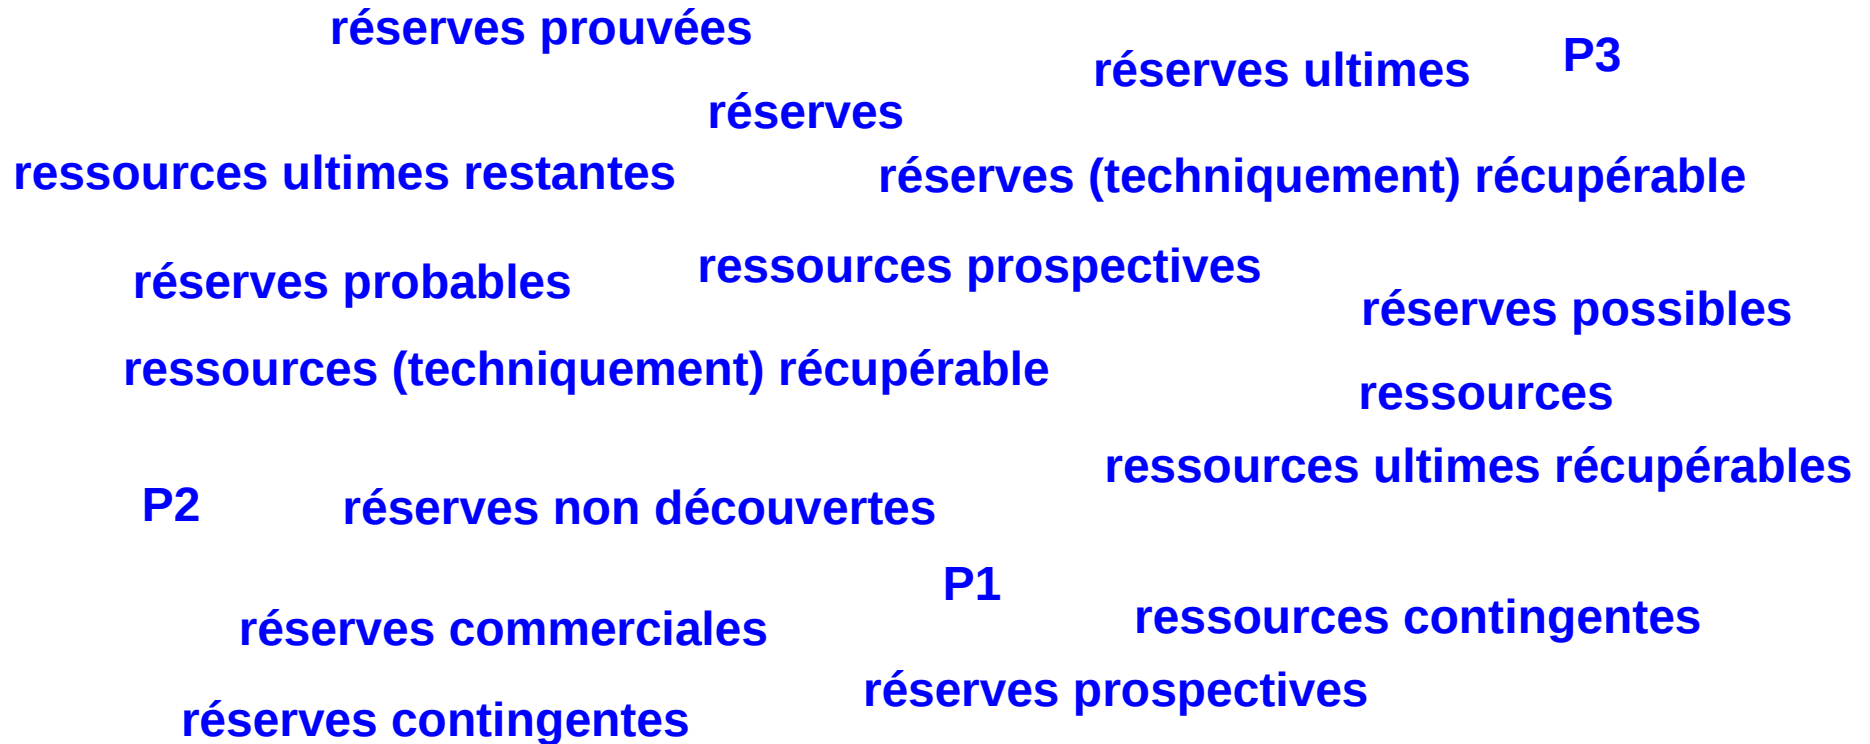 réserves prouvées
réserves ultimes
P3
réserves
ressources ultimes restantes
réserves (techniquement) récupérable
ressources prospectives
réserves probables
réserves possibles
ressources (techniquement) récupérable
ressources
ressources ultimes récupérables
P2
réserves non découvertes
P1
ressources contingentes
réserves commerciales
réserves prospectives
réserves contingentes